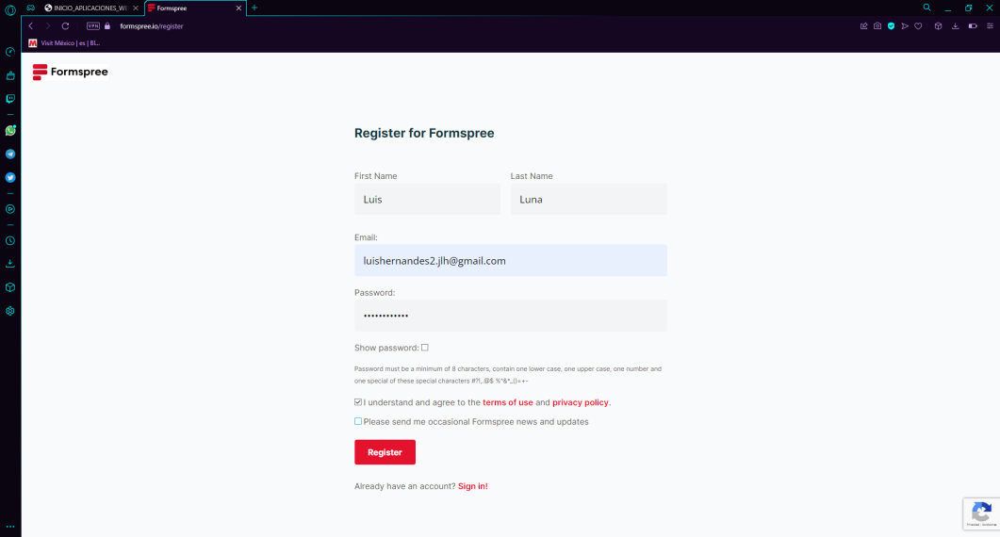 INICIO_APLICACIONES_WE
Formspree
VPN
formspree.io/register
Visit México | es | Bl...
Formspree
Register for Formspree
First Name
Last Name
Luis
Luna
Email:
luishernandes2.jlh@gmail.com
Password:
••••••••••••
Show password:
Password must be a minimum of 8 characters, contain one lower case, one upper case, one number and
one special of these special characters #?!,.@$ %^&*_()=+-
I understand and agree to the terms of use and privacy policy.
Please send me occasional Formspree news and updates
Register
Already have an account? Sign in!